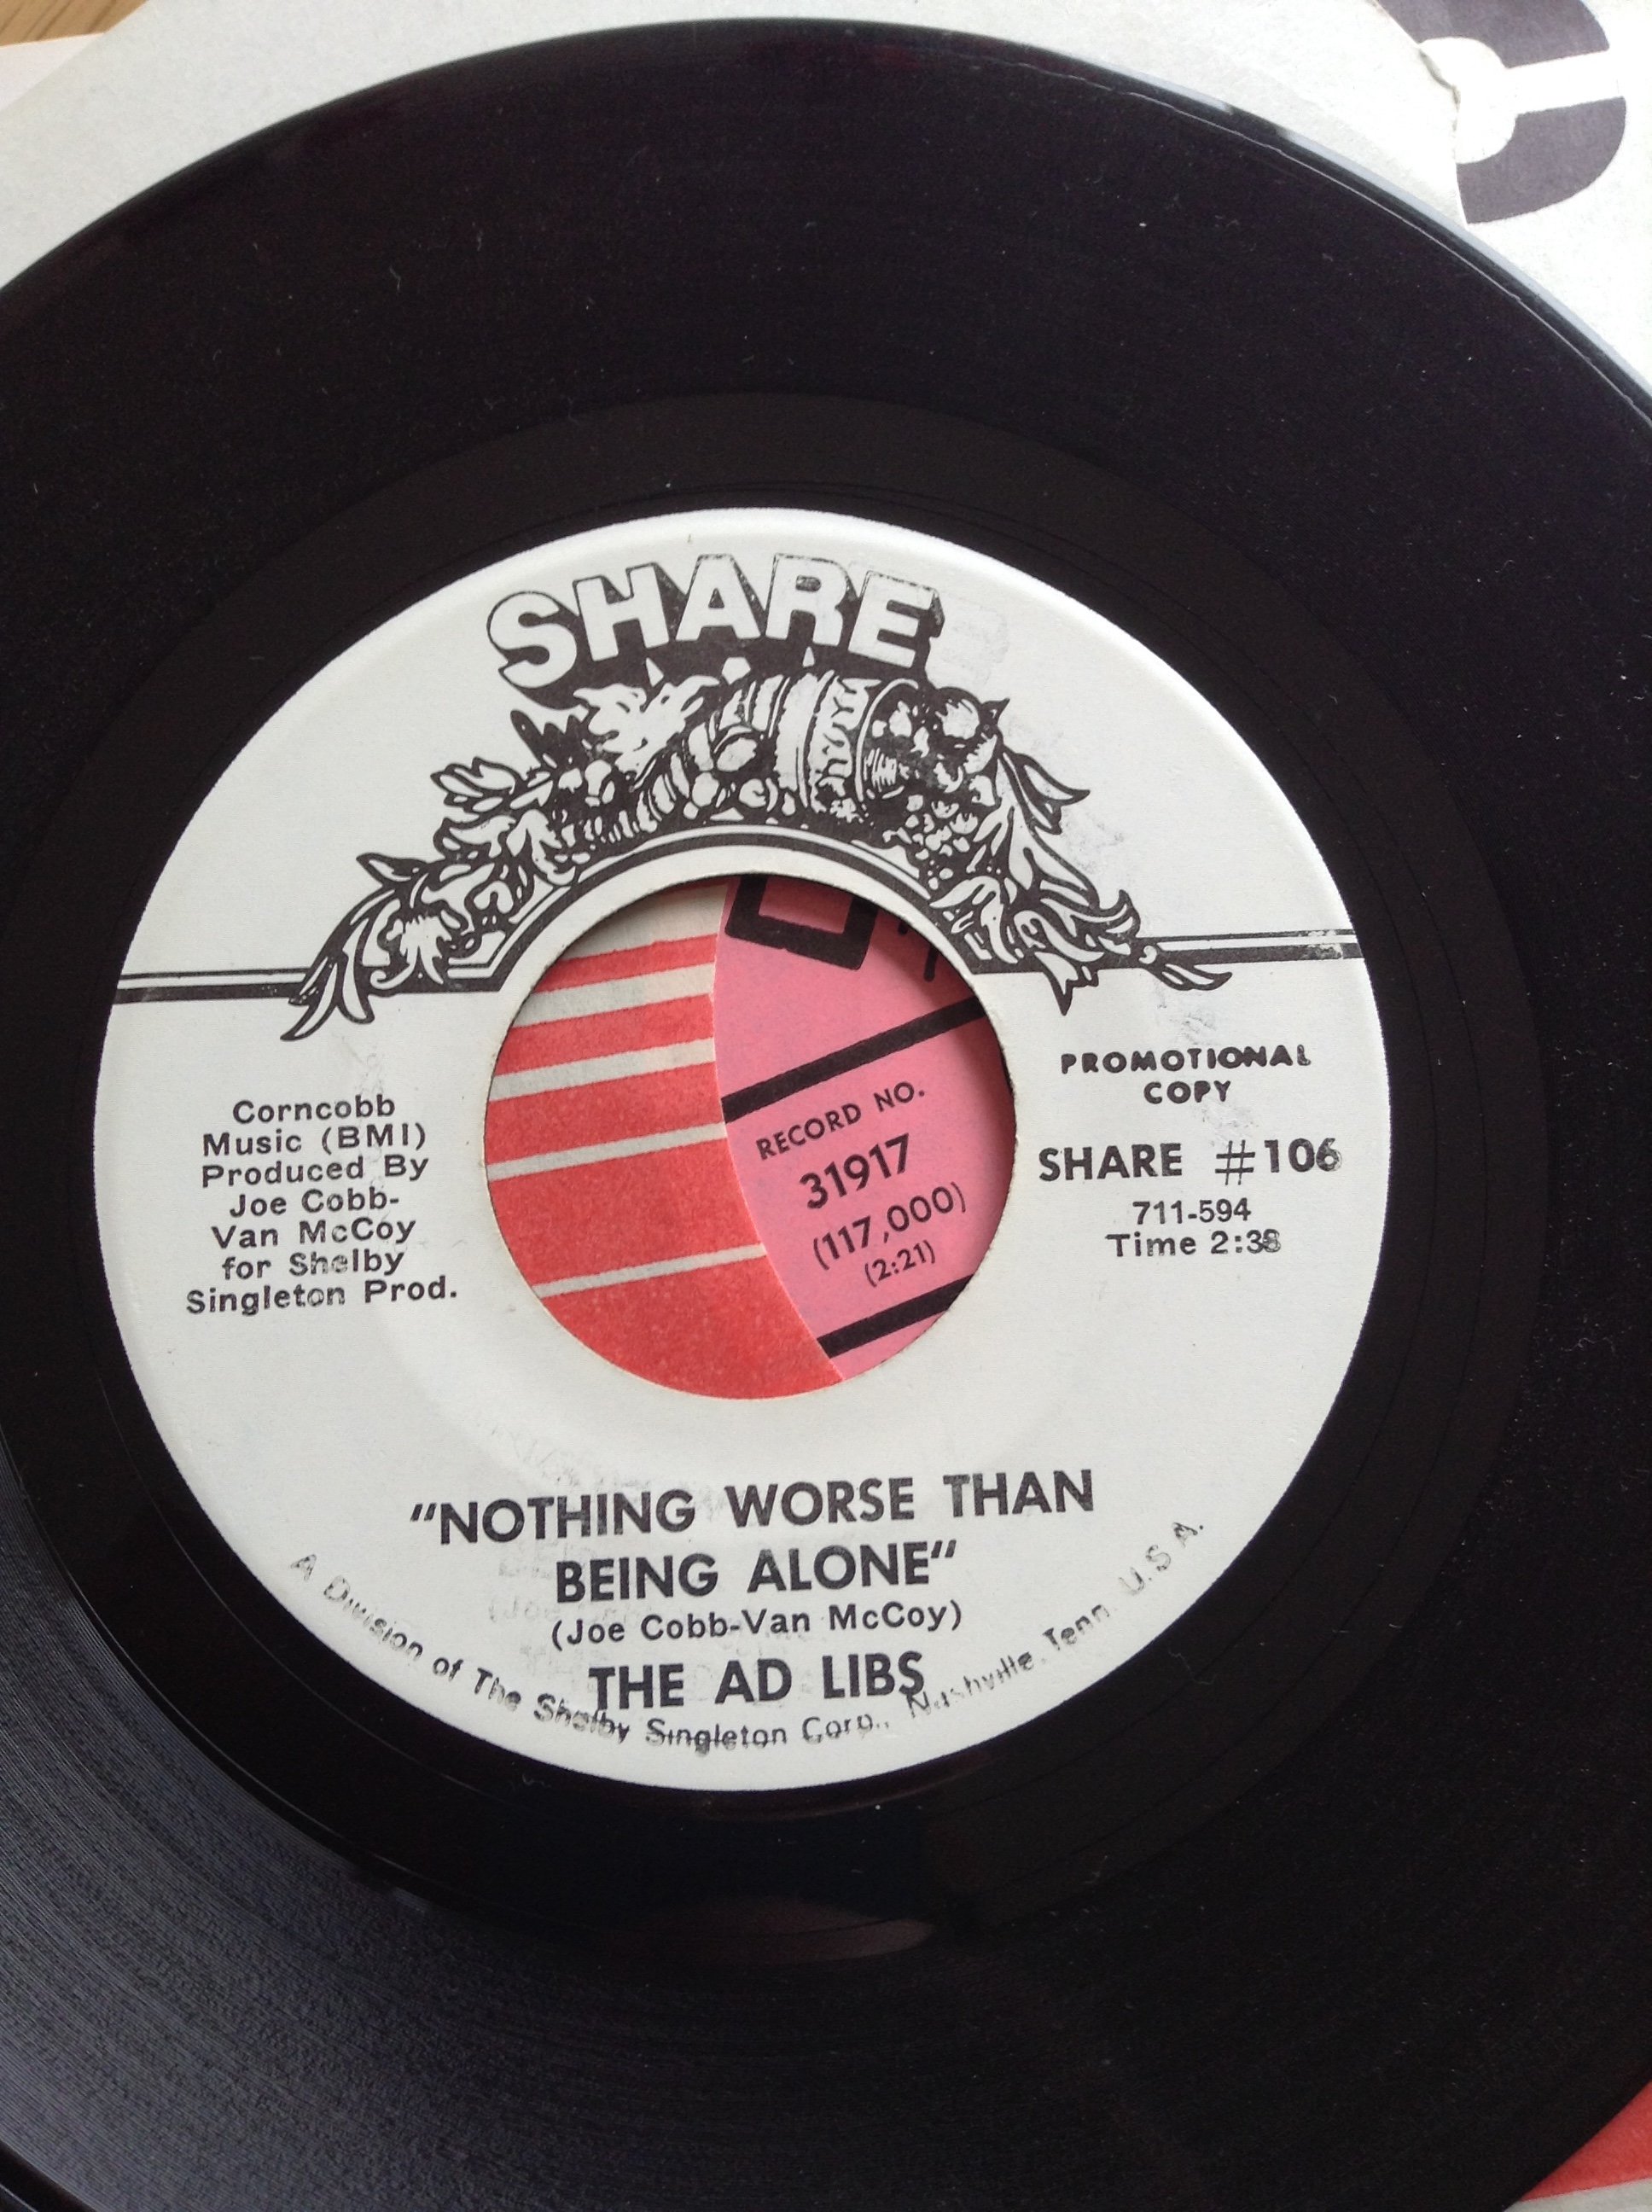 SHARE
Corncobb
Music (BMI)
Produced By
Joe Cobb-
Van McCoy
for Shelby
Singleton Prod.
RECORD NO.
31917
(117,000)
(2:21)
PROMOTIONAL
COPY
SHARE #106
711-594
Time 2:38
"NOTHING WORSE THAN
BEING ALONE"
(Joe Cobb-Van McCoy)
THE AD LIBS
A Division of The Shelby Singleton Corp., Nashville, Tenn. U.S.A.